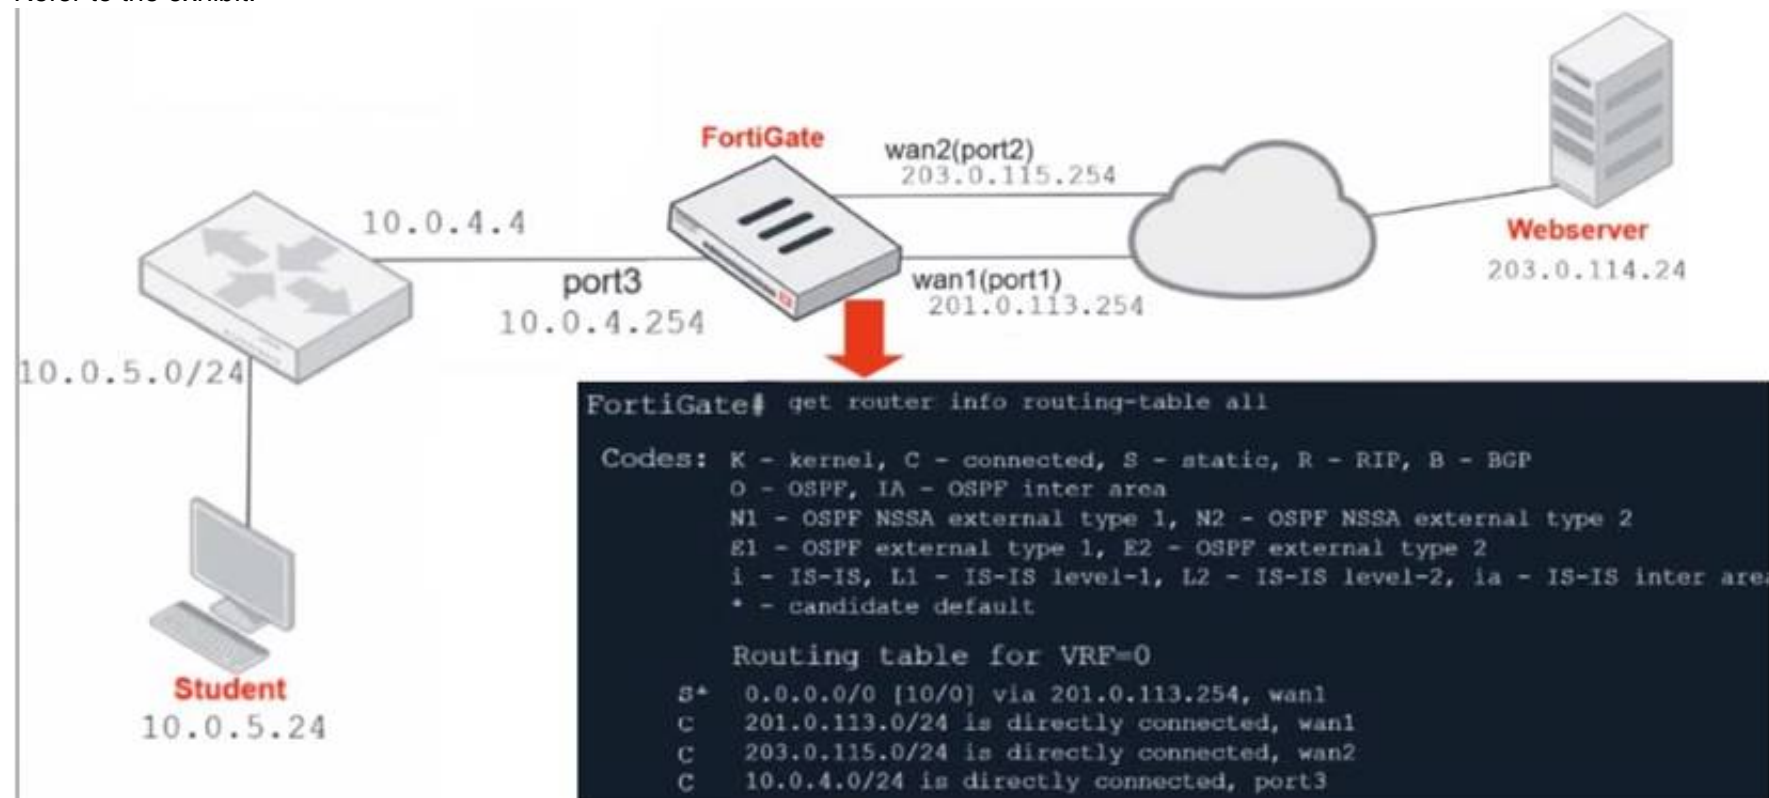 Refer to the exhibit.
FortiGate
wan2(port2)
203.0.115.254
10.0.4.4
Webserver
203.0.114.24
port3
10.0.4.254
wan1(port1)
201.0.113.254
10.0.5.0/24
Student
10.0.5.24
FortiGate# get router info routing-table all
Codes: K - kernel, C - connected, S - static, R - RIP, B - BGP
O - OSPF, IA - OSPF inter area
N1 - OSPF NSSA external type 1, N2 - OSPF NSSA external type 2
E1 - OSPF external type 1, E2 - OSPF external type 2
i - IS-IS, L1 - IS-IS level-1, L2 - IS-IS level-2, ia - IS-IS inter area
* - candidate default
Routing table for VRF=0
S* 0.0.0.0/0 [10/0] via 201.0.113.254, wan1
C 201.0.113.0/24 is directly connected, wan1
C 203.0.115.0/24 is directly connected, wan2
C 10.0.4.0/24 is directly connected, port3